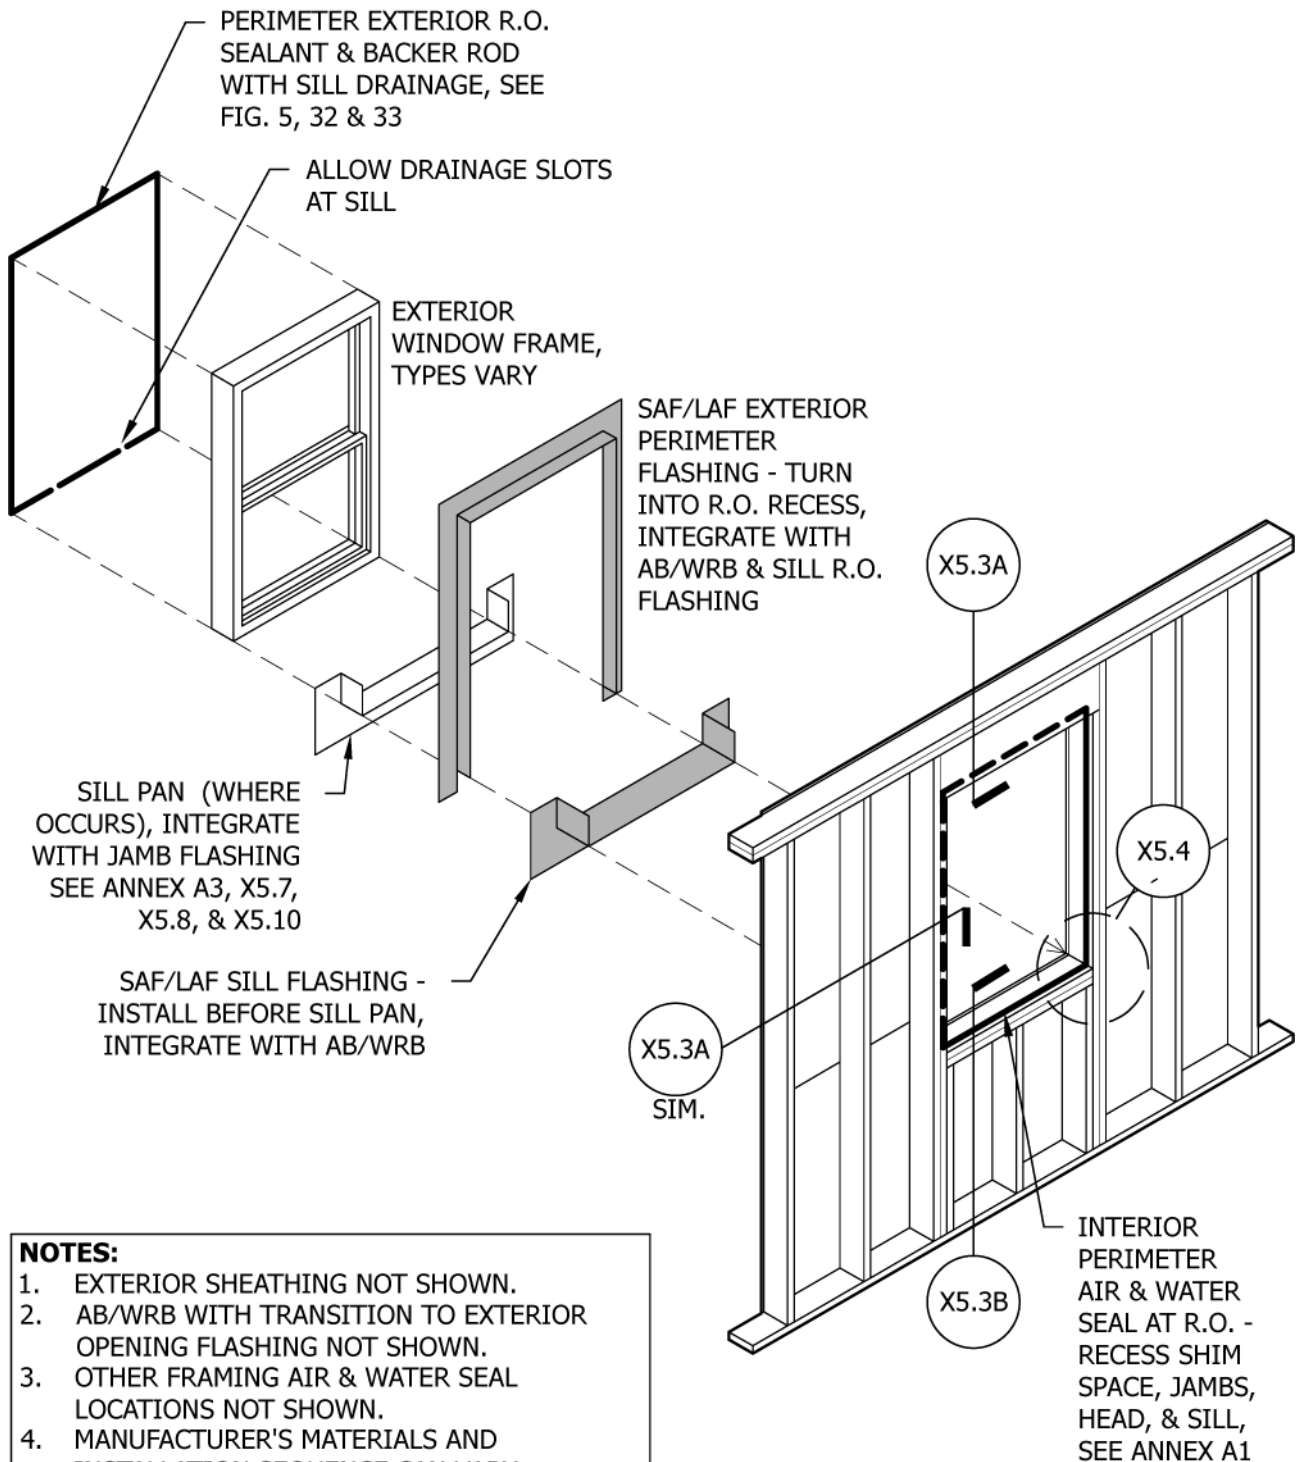 PERIMETER EXTERIOR R.O.
SEALANT & BACKER ROD
WITH SILL DRAINAGE, SEE
FIG. 5, 32 & 33
ALLOW DRAINAGE SLOTS
AT SILL
EXTERIOR
WINDOW FRAME,
TYPES VARY
SAF/LAF EXTERIOR
PERIMETER
FLASHING - TURN
INTO R.O. RECESS,
INTEGRATE WITH
AB/WRB & SILL R.O.
FLASHING
X5.3A
X5.4
SILL PAN (WHERE
OCCURS), INTEGRATE
WITH JAMB FLASHING
SEE ANNEX A3, X5.7,
X5.8, & X5.10
SAF/LAF SILL FLASHING -
INSTALL BEFORE SILL PAN,
INTEGRATE WITH AB/WRB
X5.3A
SIM.
X5.3B
INTERIOR
PERIMETER
AIR & WATER
SEAL AT R.O. -
RECESS SHIM
SPACE, JAMBS,
HEAD, & SILL,
SEE ANNEX A1
NOTES:
1. EXTERIOR SHEATHING NOT SHOWN.
2. AB/WRB WITH TRANSITION TO EXTERIOR
OPENING FLASHING NOT SHOWN.
3. OTHER FRAMING AIR & WATER SEAL
LOCATIONS NOT SHOWN.
4. MANUFACTURER'S MATERIALS AND